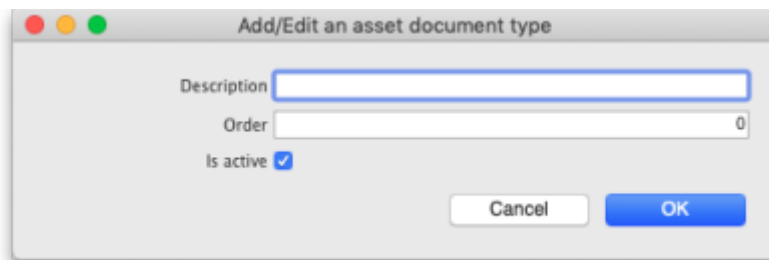 Add/Edit an asset document type
Description
Order 0
Is active
Cancel OK